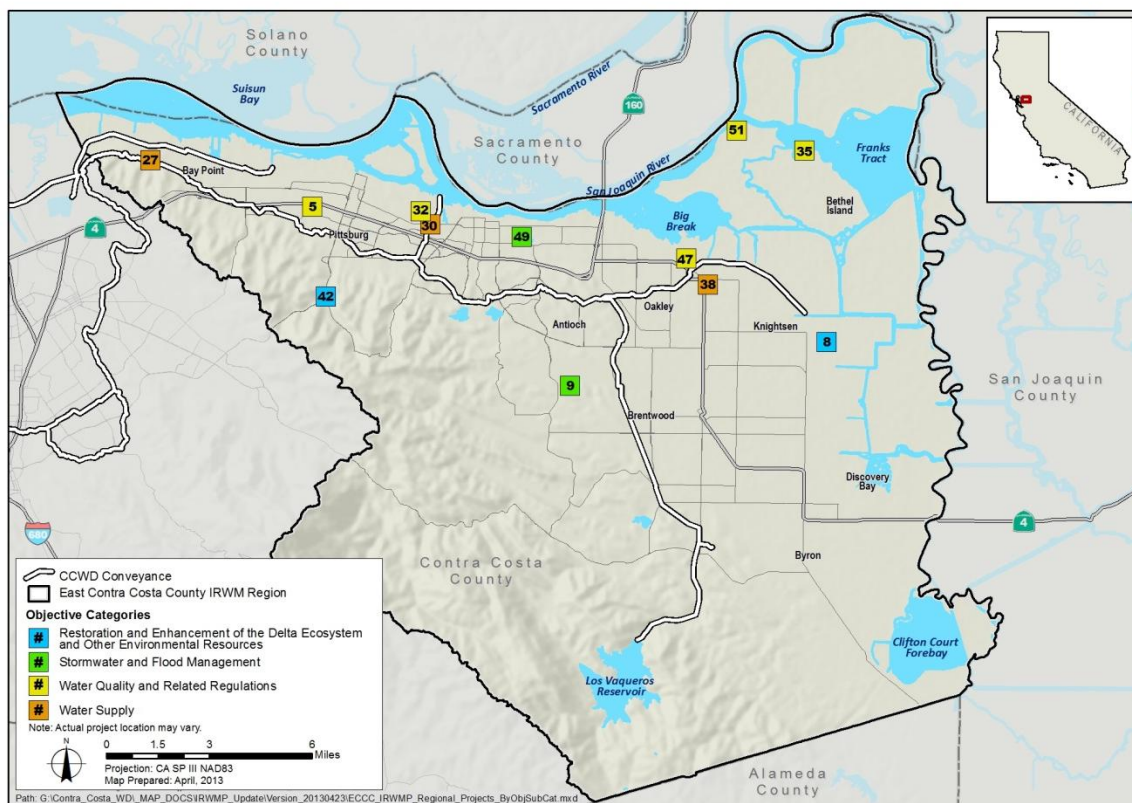 Solano
County
Suisun
Bay
Sacramento River
160
Sacramento
County
San Joaquin River
51
35
Franks
Tract
Bethel
Island
CALIFORNIA
27
Bay Point
5
32
30
Pittsburg
49
Big
Break
47
38
4
42
Antioch
Oakley
Knightsen
8
San Joaquin
County
9
Brentwood
Discovery
Bay
4
680
Contra Costa
County
Byron
Clifton Court
Forebay
Los Vaqueros
Reservoir
Alameda
County
CCWD Conveyance
East Contra Costa County IRWM Region
Objective Categories
# Restoration and Enhancement of the Delta Ecosystem
and Other Environmental Resources
# Stormwater and Flood Management
# Water Quality and Related Regulations
# Water Supply
Note: Actual project location may vary.
N
0 1.5 3 6
Miles
Projection: CA SP III NAD83
Map Prepared: April, 2013
Path: G:\Contra_Costa_WD\_MAP_DOCS\IRWMP_Update\Version_20130423\ECCC_IRWMP_Regional_Projects_ByObjSubCat.mxd